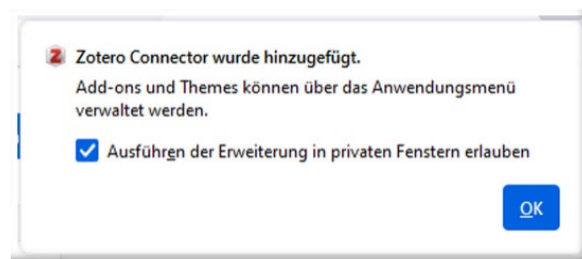 Z Zotero Connector wurde hinzugefügt.
Add-ons und Themes können über das Anwendungsmenü
verwaltet werden.
Ausführen der Erweiterung in privaten Fenstern erlauben
OK